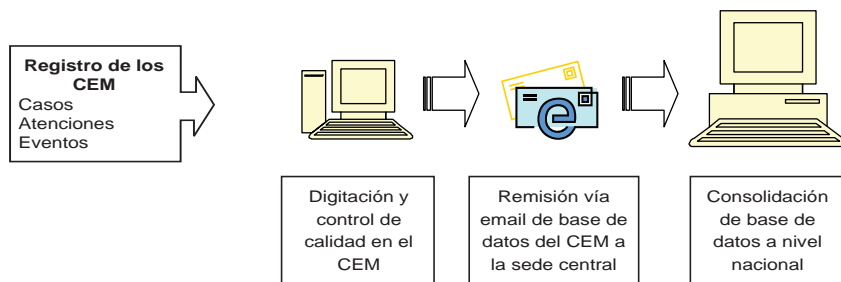 Registro de los
CEM
Casos
Atenciones
Eventos
Digitación y
control de
calidad en el
CEM
Remisión vía
email de base de
datos del CEM a
la sede central
Consolidación
de base de
datos a nivel
nacional